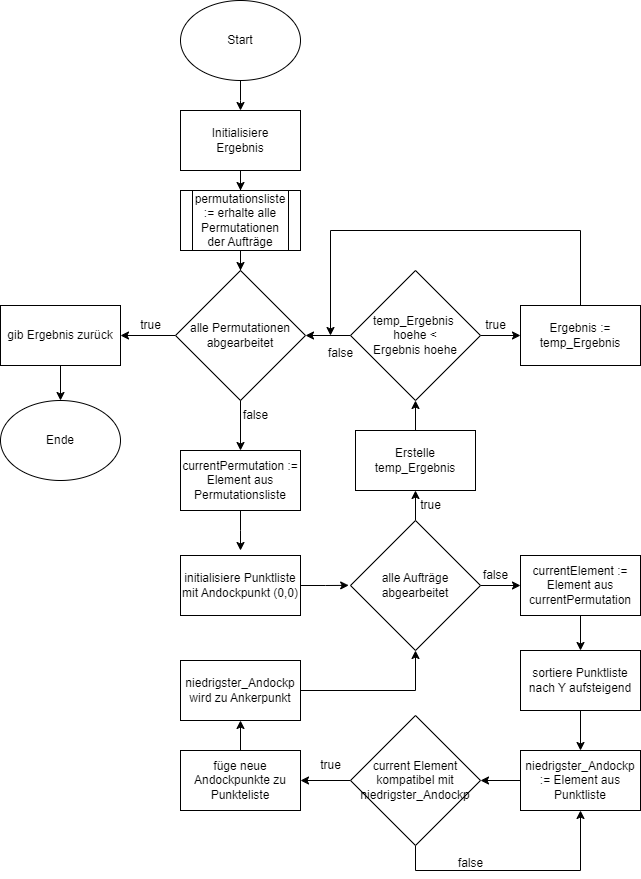 Start
Initialisiere
Ergebnis
permutationsliste
:= erhalte alle
Permutationen
der Aufträge
alle Permutationen
abgearbeitet
true
gib Ergebnis zurück
Ende
false
temp_Ergebnis
hoehe <
Ergebnis hoehe
true
Ergebnis :=
temp_Ergebnis
false
currentPermutation :=
Element aus
Permutationsliste
Erstelle
temp_Ergebnis
true
initialisiere Punktliste
mit Andockpunkt (0,0)
alle Aufträge
abgearbeitet
false
currentElement :=
Element aus
currentPermutation
sortiere Punktliste
nach Y aufsteigend
niedrigster_Andockp
:= Element aus
Punktliste
current Element
kompatibel mit
niedrigster_Andockp
true
false
füge neue
Andockpunkte zu
Punkteliste
niedrigster_Andockp
wird zu Ankerpunkt